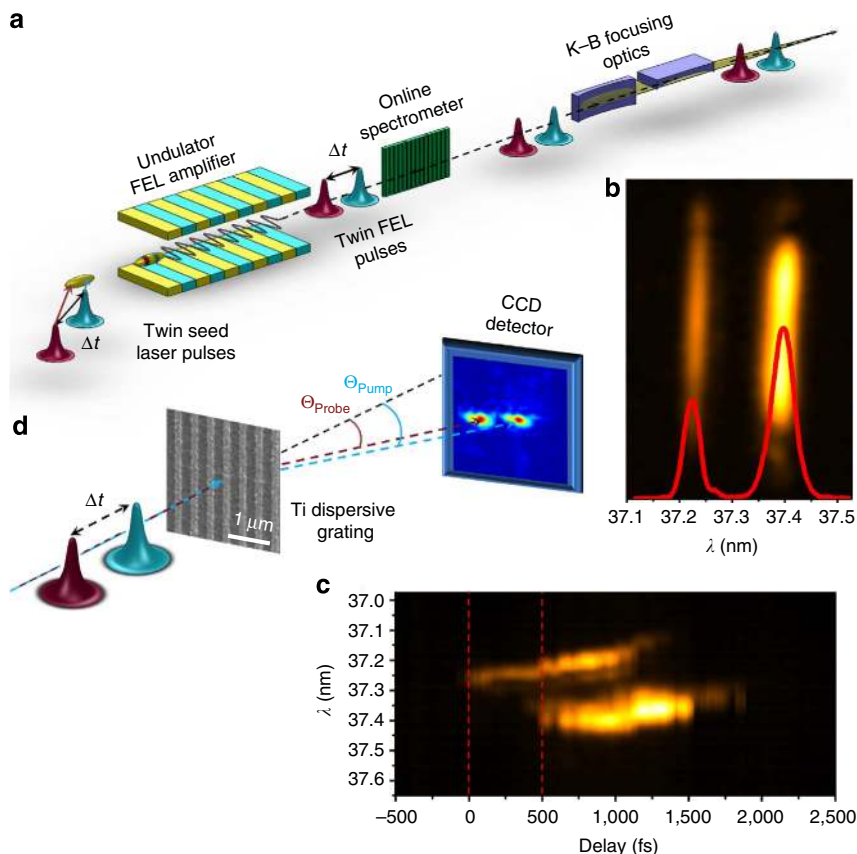 a
K–B focusing
optics
Online
spectrometer
Undulator
FEL amplifier
Δt
Twin FEL
pulses
Δt
Twin seed
laser pulses
b
37.1 37.2 37.3 37.4 37.5
λ (nm)
CCD
detector
ΘPump
ΘProbe
d
Δt
1 μm
Ti dispersive
grating
c
37.0
37.1
37.2
37.3
37.4
37.5
37.6
λ (nm)
–500 0 500 1,000 1,500 2,000 2,500
Delay (fs)